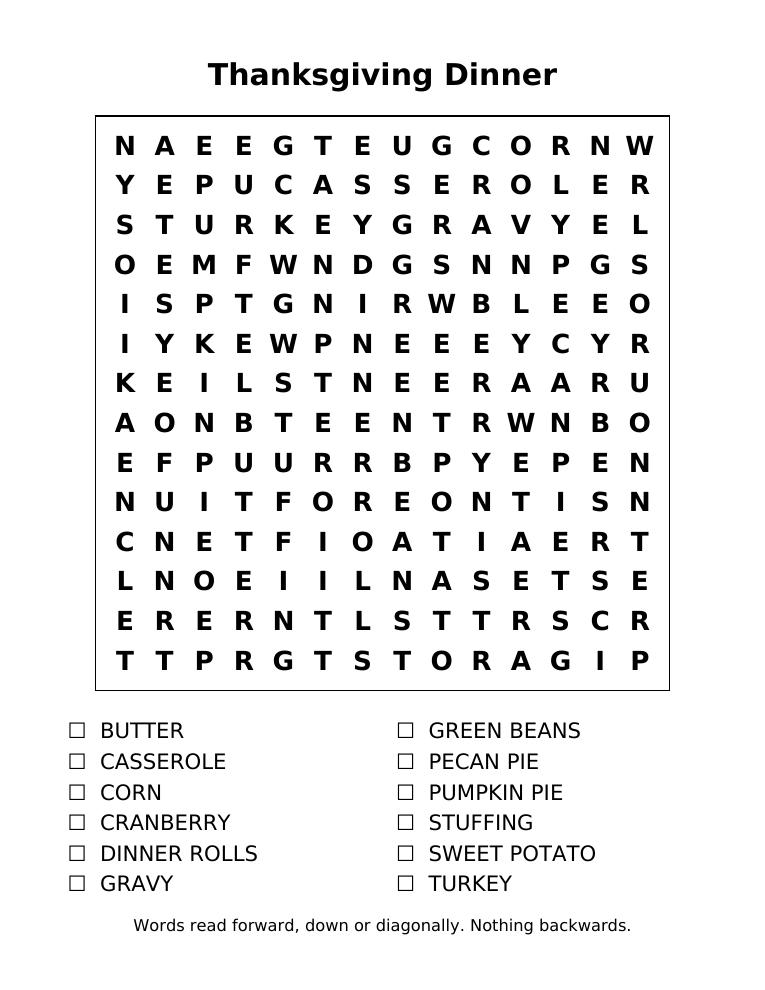 Thanksgiving Dinner
N A E E G T E U G C O R N W
Y E P U C A S S E R O L E R
S T U R K E Y G R A V Y E L
O E M F W N D G S N N P G S
I S P T G N I R W B L E E O
I Y K E W P N E E E Y C Y R
K E I L S T N E E R A A R U
A O N B T E E N T R W N B O
E F P U U R R B P Y E P E N
N U I T F O R E O N T I S N
C N E T F I O A T I A E R T
L N O E I I L N A S E T S E
E R E R N T L S T T R S C R
T T P R G T S T O R A G I P
☐ BUTTER ☐ GREEN BEANS
☐ CASSEROLE ☐ PECAN PIE
☐ CORN ☐ PUMPKIN PIE
☐ CRANBERRY ☐ STUFFING
☐ DINNER ROLLS ☐ SWEET POTATO
☐ GRAVY ☐ TURKEY
Words read forward, down or diagonally. Nothing backwards.